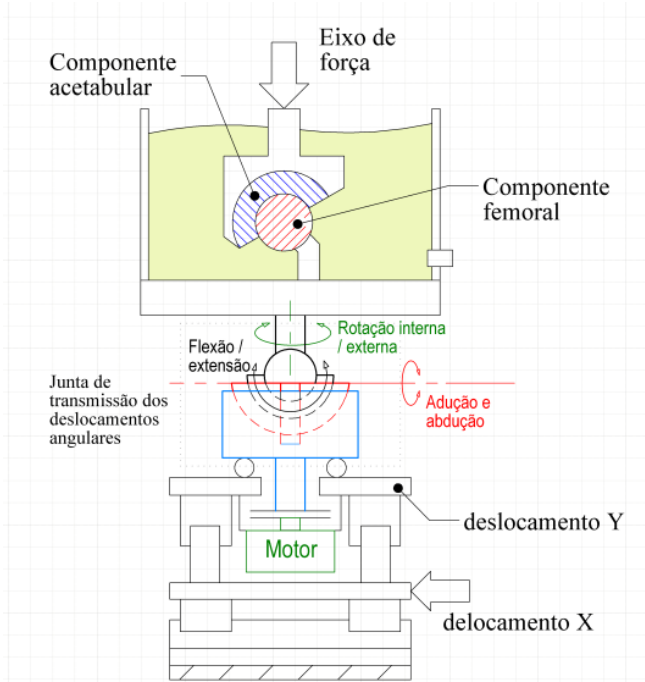 Eixo de
força
Componente
acetabular
Componente
femoral
Rotação interna
/ externa
Flexão /
extensão
Junta de
transmissão dos
deslocamentos
angulares
Adução e
abdução
deslocamento Y
Motor
delocamento X